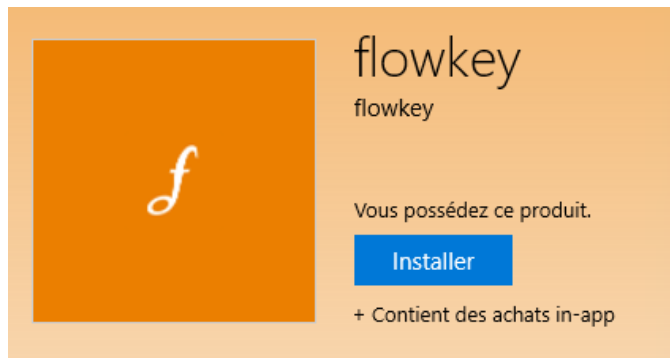 flowkey
flowkey
f
Vous possédez ce produit.
Installer
+ Contient des achats in-app